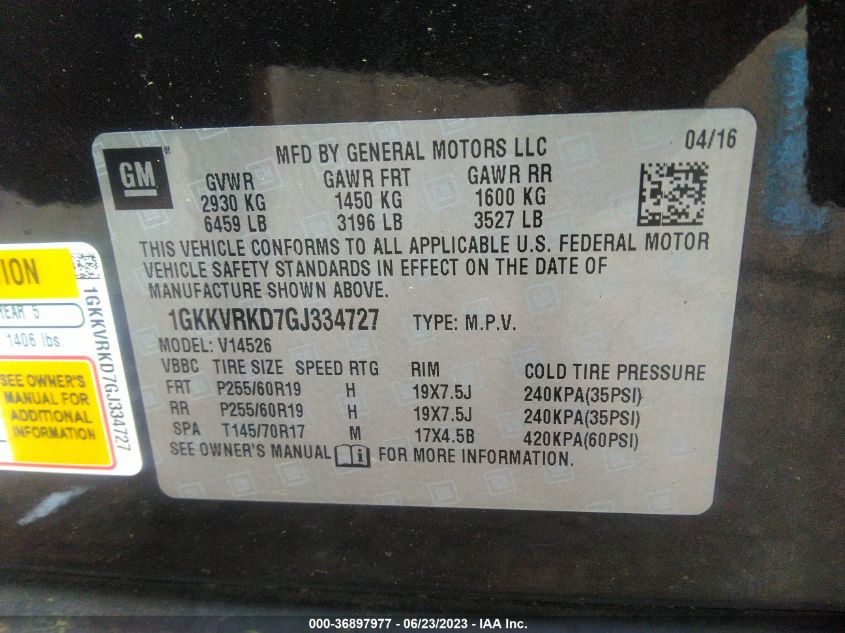 GM ®
MFD BY GENERAL MOTORS LLC
04/16
GVWR GAWR FRT GAWR RR
2930 KG 1450 KG 1600 KG
6459 LB 3196 LB 3527 LB
THIS VEHICLE CONFORMS TO ALL APPLICABLE U.S. FEDERAL MOTOR
VEHICLE SAFETY STANDARDS IN EFFECT ON THE DATE OF
MANUFACTURE SHOWN ABOVE.
1GKKVRKD7GJ334727 TYPE: M.P.V.
MODEL: V14526
VBBC TIRE SIZE SPEED RTG RIM COLD TIRE PRESSURE
FRT P255/60R19 H 19X7.5J 240KPA(35PSI)
RR P255/60R19 H 19X7.5J 240KPA(35PSI)
SPA T145/70R17 M 17X4.5B 420KPA(60PSI)
SEE OWNER'S MANUAL i FOR MORE INFORMATION.
5
1406 lbs.
SEE OWNER'S
MANUAL FOR
ADDITIONAL
INFORMATION
1GKKVRKD7GJ334727
000-36897977 - 06/23/2023 - IAA Inc.